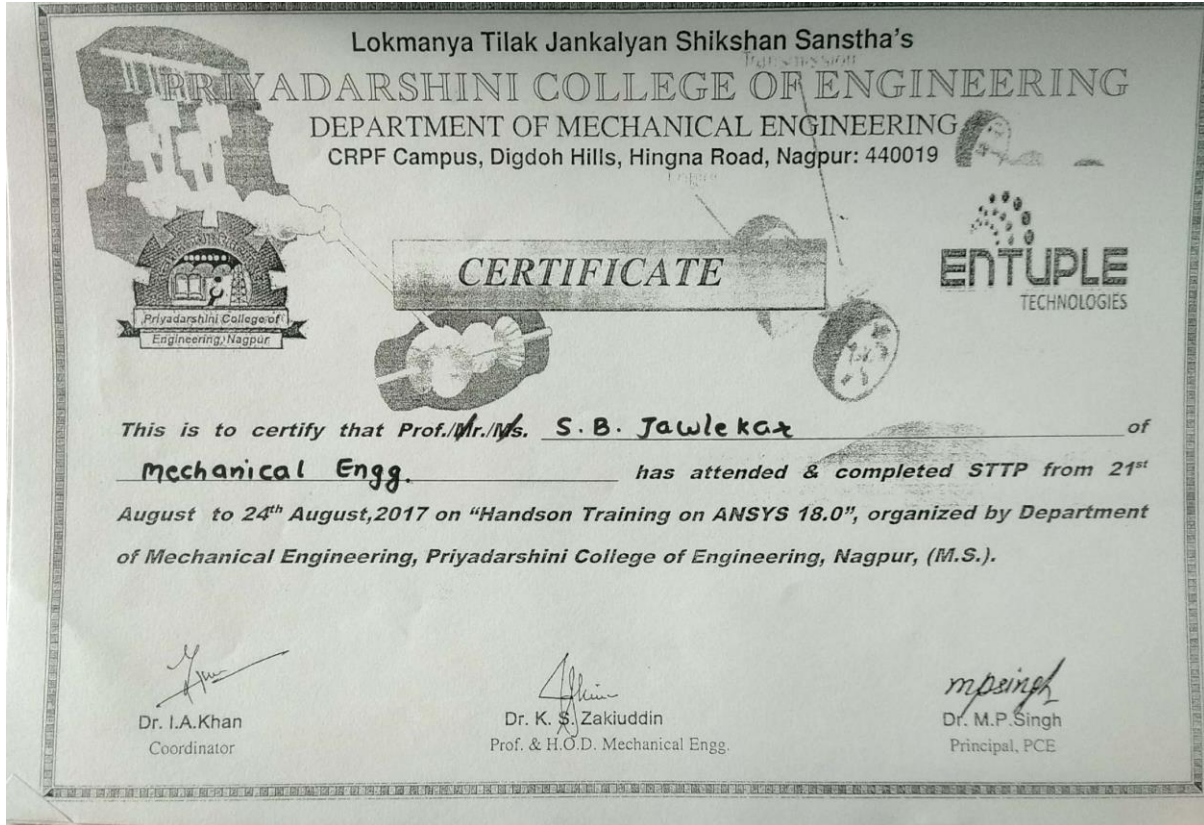 Lokmanya Tilak Jankalyan Shikshan Sanstha's
Transmission
PRIYADARSHINI COLLEGE OF ENGINEERING
DEPARTMENT OF MECHANICAL ENGINEERING
CRPF Campus, Digdoh Hills, Hingna Road, Nagpur: 440019
Engine
CERTIFICATE
ENTUPLE
TECHNOLOGIES
Priyadarshini College of
Engineering, Nagpur
This is to certify that Prof./Mr./Ms. S. B. Jawlekar of
Mechanical Engg. has attended & completed STTP from 21st
August to 24th August,2017 on “Handson Training on ANSYS 18.0”, organized by Department
of Mechanical Engineering, Priyadarshini College of Engineering, Nagpur, (M.S.).
mpsingh
Dr. I.A.Khan
Dr. K. S. Zakiuddin
Dr. M.P.Singh
Coordinator
Prof. & H.O.D. Mechanical Engg.
Principal, PCE